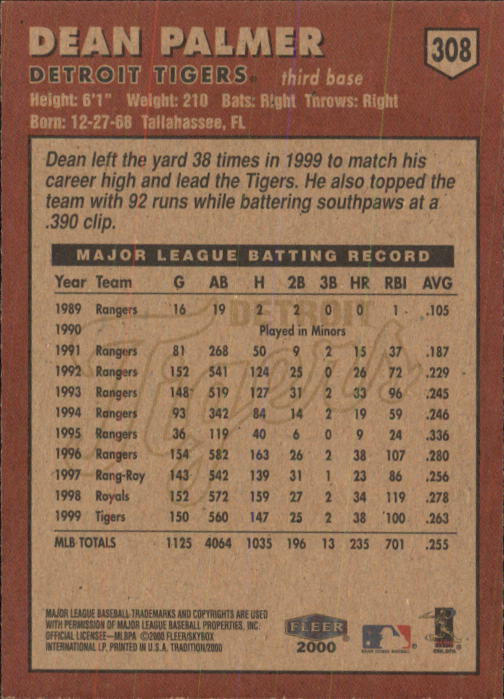 DEAN PALMER
308
DETROIT TIGERS® third base
Height: 6'1" Weight: 210 Bats: Right Throws: Right
Born: 12-27-68 Tallahassee, FL
Dean left the yard 38 times in 1999 to match his
career high and lead the Tigers. He also topped the
team with 92 runs while battering southpaws at a
.390 clip.
MAJOR LEAGUE BATTING RECORD
Year Team G AB H 2B 3B HR RBI AVG
1989 Rangers 16 19 2 2 0 0 1 .105
1990 Played in Minors
1991 Rangers 81 268 50 9 2 15 37 .187
1992 Rangers 152 541 124 25 0 26 72 .229
1993 Rangers 148 519 127 31 2 33 96 .245
1994 Rangers 93 342 84 14 2 19 59 .246
1995 Rangers 36 119 40 6 0 9 24 .336
1996 Rangers 154 582 163 26 2 38 107 .280
1997 Rang-Roy 143 542 139 31 1 23 86 .256
1998 Royals 152 572 159 27 2 34 119 .278
1999 Tigers 150 560 147 25 2 38 100 .263
MLB TOTALS 1125 4064 1035 196 13 235 701 .255
DETROIT
Tigers
MAJOR LEAGUE BASEBALL TRADEMARKS AND COPYRIGHTS ARE USED
WITH PERMISSION OF MAJOR LEAGUE BASEBALL PROPERTIES, INC.
OFFICIAL LICENSEE—MLBPA ©2000 FLEER/SKYBOX
INTERNATIONAL LP, PRINTED IN U.S.A. TRADITION/2000
FLEER
2000